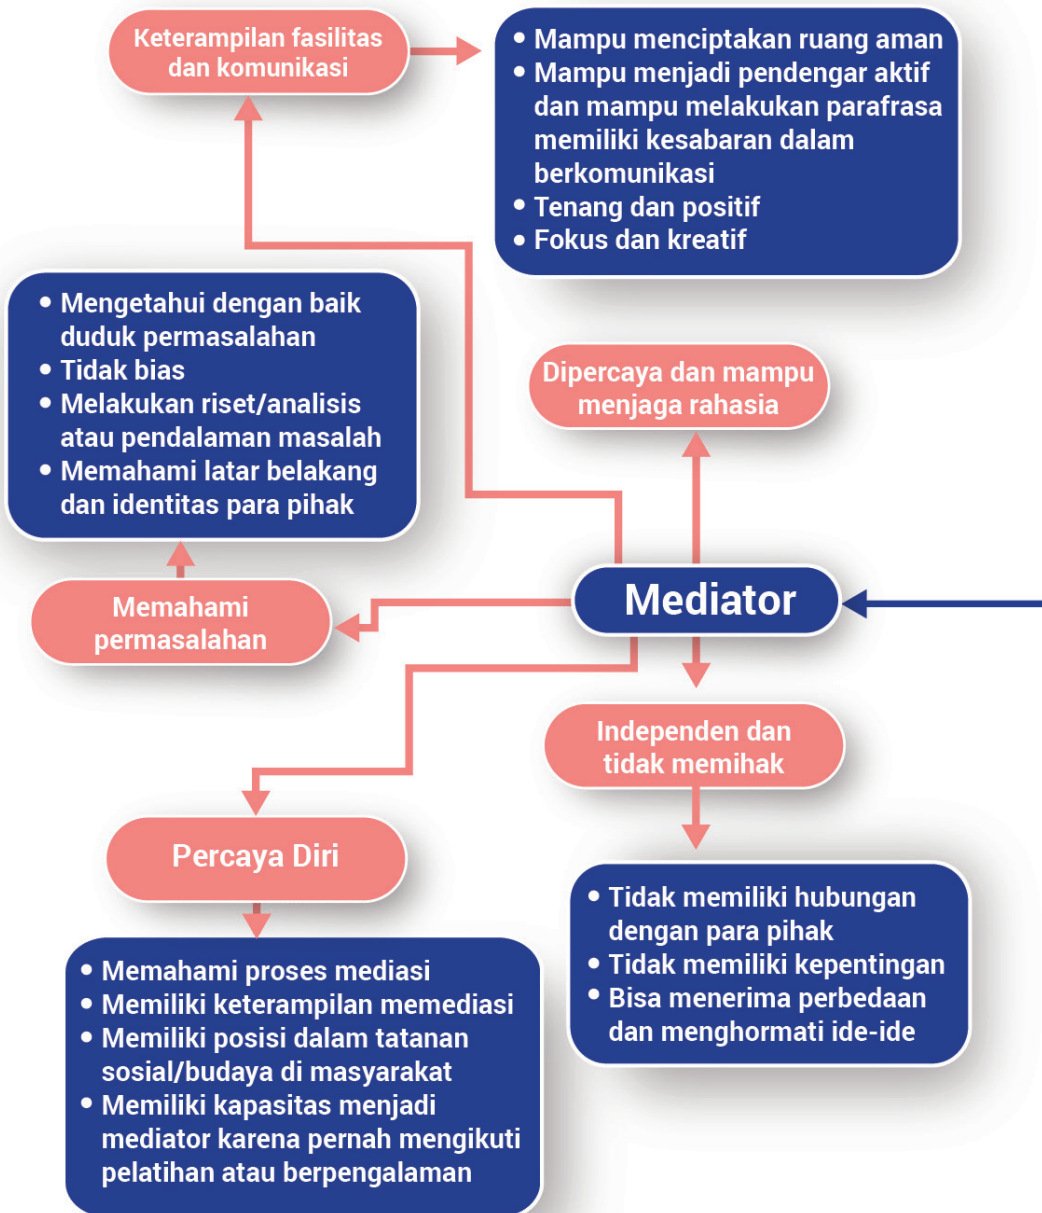 Keterampilan fasilitas
dan komunikasi
• Mampu menciptakan ruang aman
• Mampu menjadi pendengar aktif
dan mampu melakukan parafrasa
memiliki kesabaran dalam
berkomunikasi
• Tenang dan positif
• Fokus dan kreatif
• Mengetahui dengan baik
duduk permasalahan
• Tidak bias
• Melakukan riset/analisis
atau pendalaman masalah
• Memahami latar belakang
dan identitas para pihak
Dipercaya dan mampu
menjaga rahasia
Memahami
permasalahan
Mediator
Independen dan
tidak memihak
Percaya Diri
• Tidak memiliki hubungan
dengan para pihak
• Tidak memiliki kepentingan
• Bisa menerima perbedaan
dan menghormati ide-ide
• Memahami proses mediasi
• Memiliki keterampilan memediasi
• Memiliki posisi dalam tatanan
sosial/budaya di masyarakat
• Memiliki kapasitas menjadi
mediator karena pernah mengikuti
pelatihan atau berpengalaman